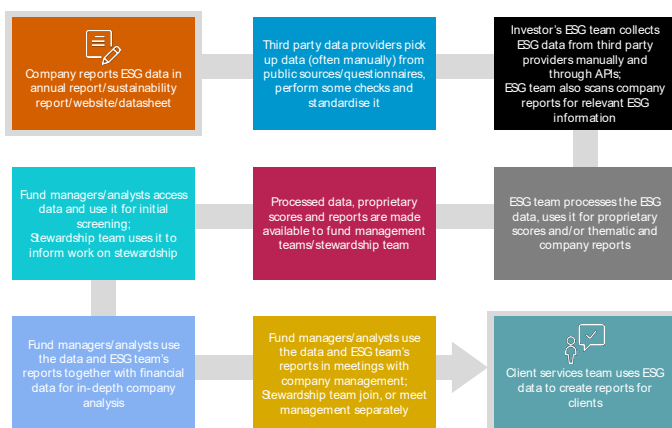 Company reports ESG data in
annual report/sustainability
report/website/datasheet
Third party data providers pick
up data (often manually) from
public sources/questionnaires,
perform some checks and
standardise it
Investor's ESG team collects
ESG data from third party
providers manually and
through APIs;
ESG team also scans company
reports for relevant ESG
information
Fund managers/analysts access
data and use it for initial
screening;
Stewardship team uses it to
inform work on stewardship
Processed data, proprietary
scores and reports are made
available to fund management
teams/stewardship team
ESG team processes the ESG
data, uses it for proprietary
scores and/or thematic and
company reports
Fund managers/analysts use
the data and ESG team's
reports together with financial
data for in-depth company
analysis
Fund managers/analysts use
the data and ESG team's
reports in meetings with
company management;
Stewardship team join, or meet
management separately
Client services team uses ESG
data to create reports for
clients